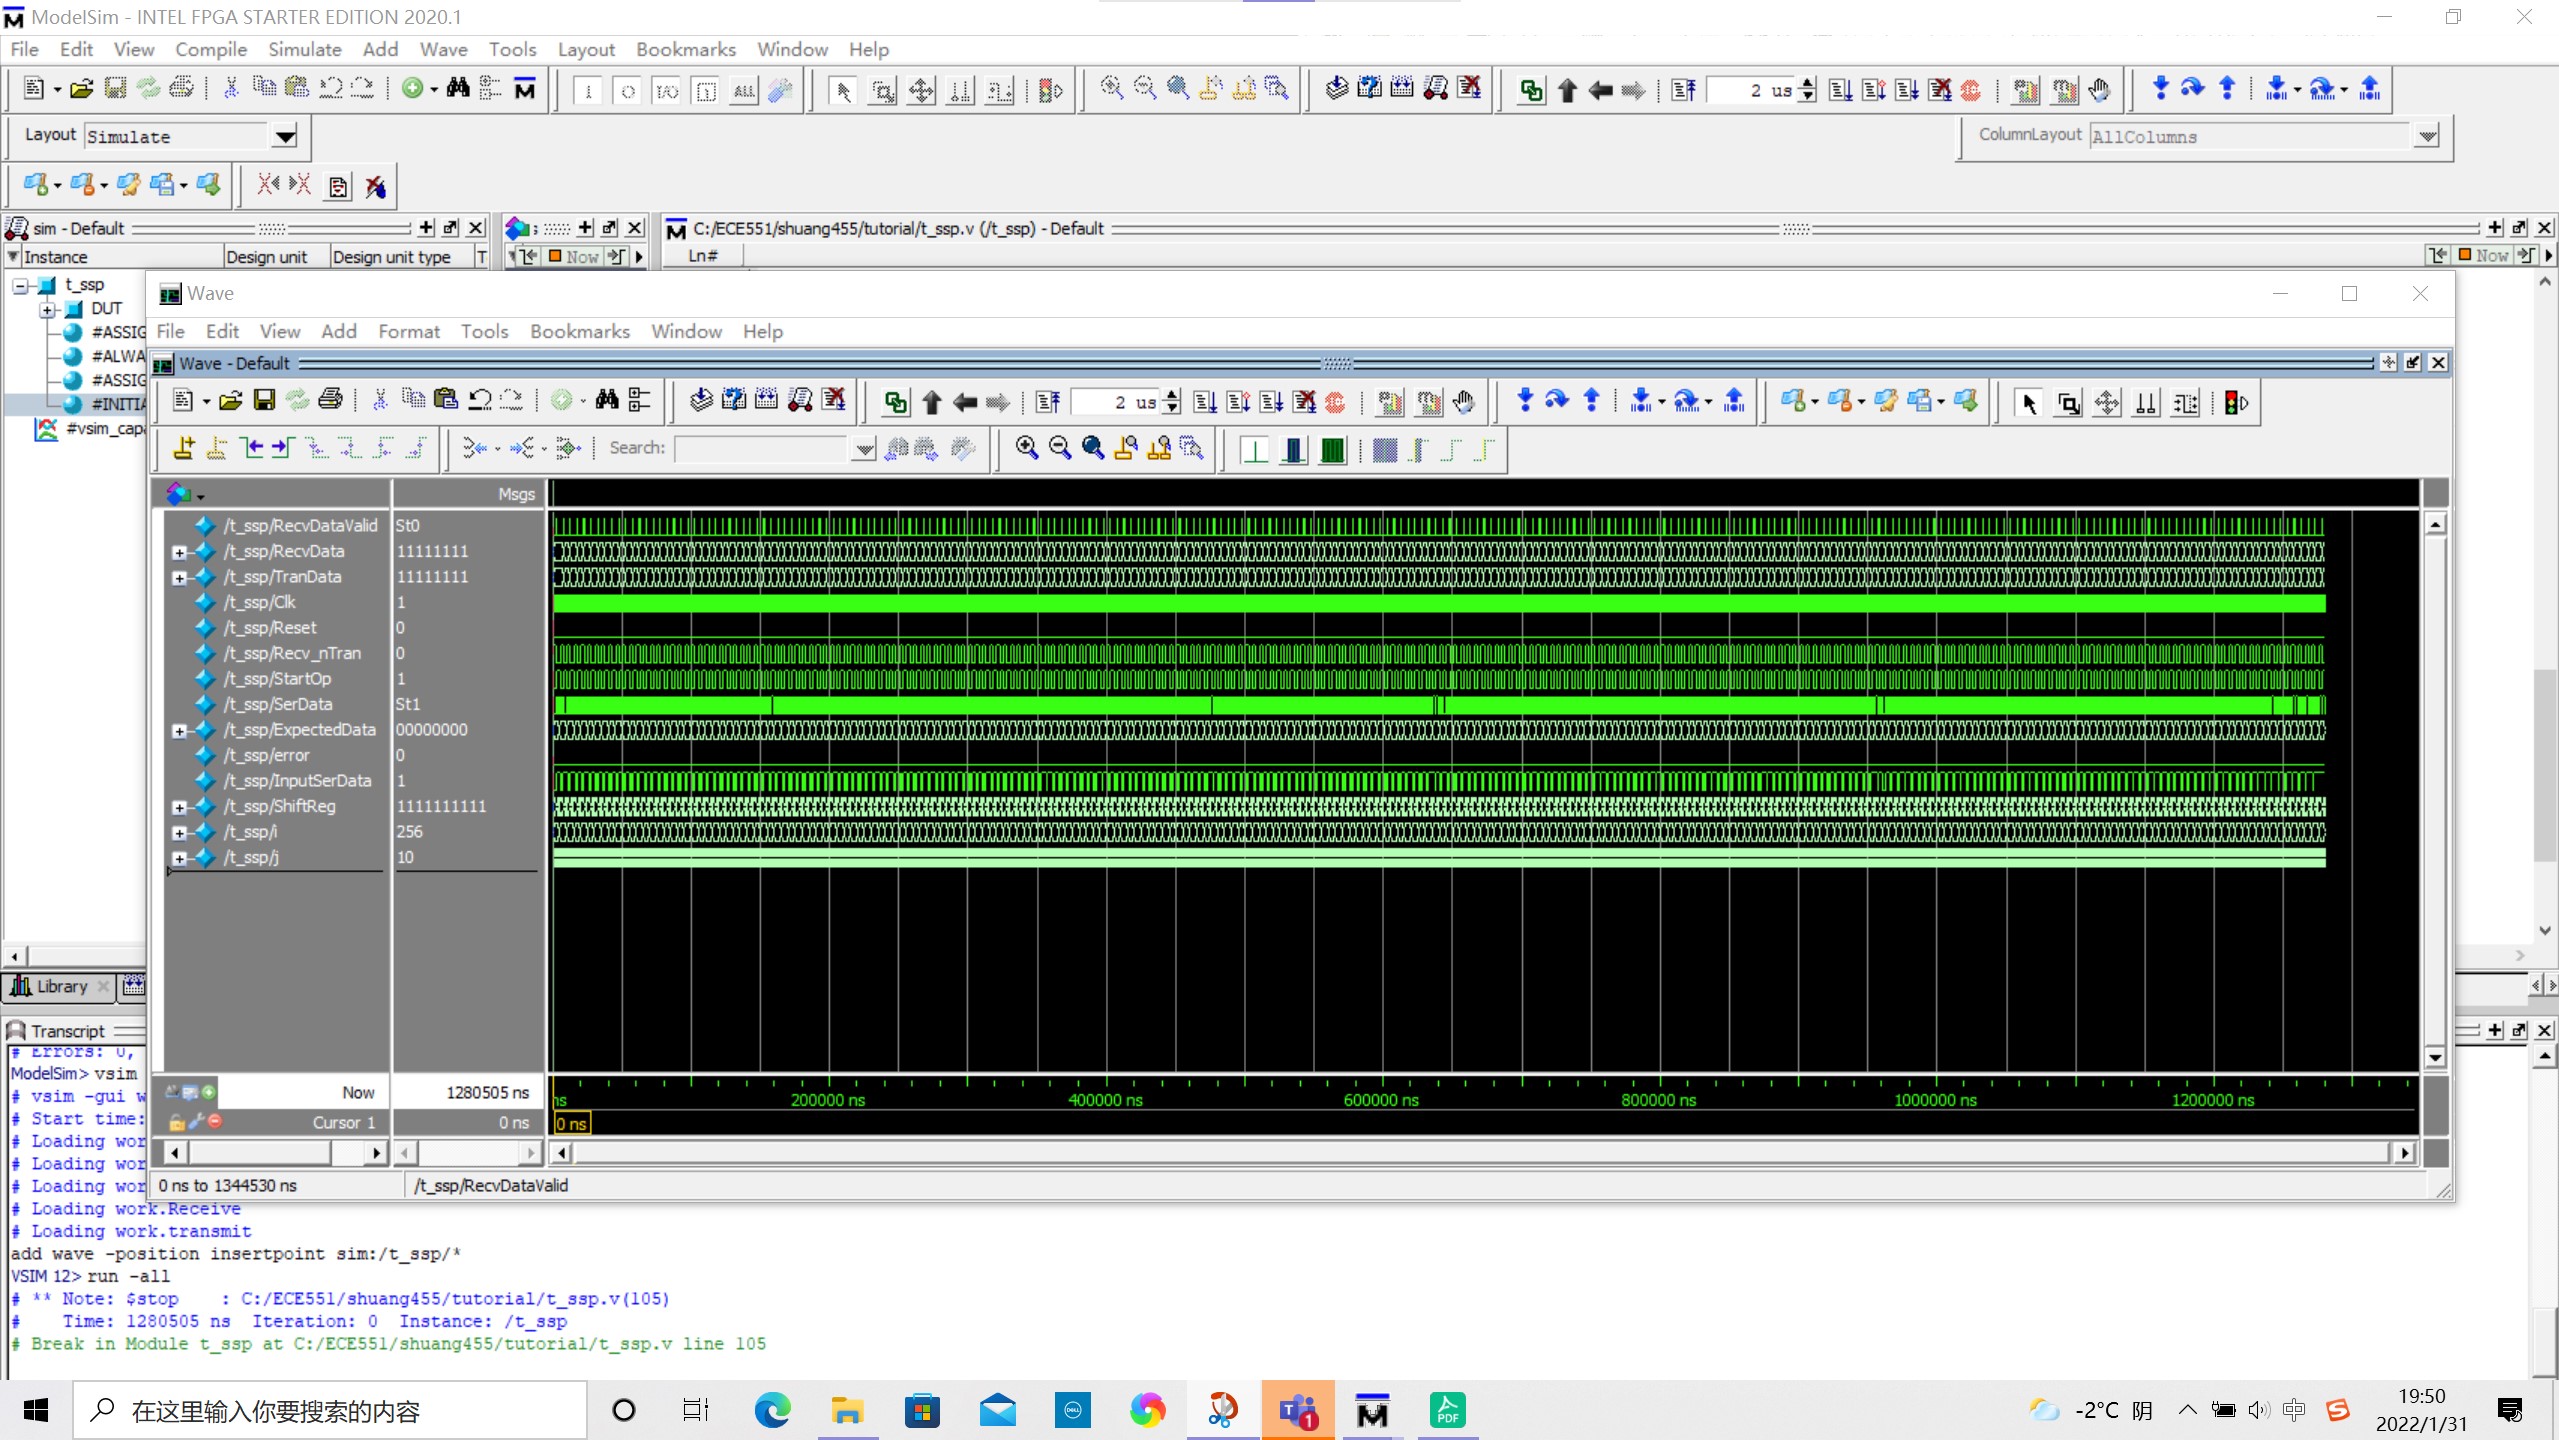 ModelSim - INTEL FPGA STARTER EDITION 2020.1
File Edit View Compile Simulate Add Wave Tools Layout Bookmarks Window Help
2 us
Layout Simulate
ColumnLayout AllColumns
sim - Default
C:/ECE551/shuang455/tutorial/t_ssp.v (/t_ssp) - Default
Instance Design unit Design unit type T
Now
Ln#
Now
t_ssp
DUT
#ASSIG
#ALWA
#ASSIG
#INITIA
#vsim_cap
Wave
File Edit View Add Format Tools Bookmarks Window Help
Wave - Default
2 us
Search:
Msgs
/t_ssp/RecvDataValid St0
/t_ssp/RecvData 11111111
/t_ssp/TranData 11111111
/t_ssp/Clk 1
/t_ssp/Reset 0
/t_ssp/Recv_nTran 0
/t_ssp/StartOp 1
/t_ssp/SerData St1
/t_ssp/ExpectedData 00000000
/t_ssp/error 0
/t_ssp/InputSerData 1
/t_ssp/ShiftReg 1111111111
/t_ssp/i 256
/t_ssp/j 10
Now 1280505 ns
ns 200000 ns 400000 ns 600000 ns 800000 ns 1000000 ns 1200000 ns
Cursor 1 0 ns
0 ns
0 ns to 1344530 ns /t_ssp/RecvDataValid
Library
Transcript
# Errors: 0,
ModelSim> vsim
# vsim -gui w
# Start time:
# Loading wor
# Loading wor
# Loading wor
# Loading work.Receive
# Loading work.transmit
add wave -position insertpoint sim:/t_ssp/*
VSIM 12> run -all
# ** Note: $stop : C:/ECE551/shuang455/tutorial/t_ssp.v(105)
# Time: 1280505 ns Iteration: 0 Instance: /t_ssp
# Break in Module t_ssp at C:/ECE551/shuang455/tutorial/t_ssp.v line 105
在这里输入你要搜索的内容
DELL
1
PDF
-2°C 阴
中
19:50
2022/1/31